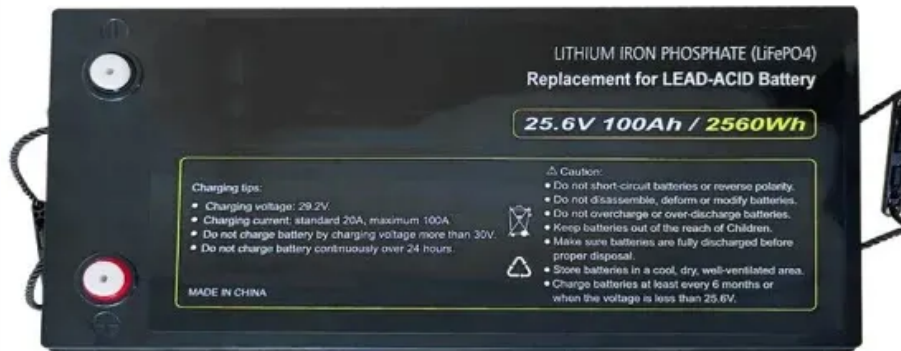 LITHIUM IRON PHOSPHATE (LiFePO4)
Replacement for LEAD-ACID Battery
25.6V 100Ah / 2560Wh
Charging tips:
• Charging voltage: 29.2V.
• Charging current: standard 20A, maximum 100A
• Do not charge battery by charging voltage more than 30V.
• Do not charge battery continuously over 24 hours.
MADE IN CHINA
⚠ Caution:
• Do not short-circuit batteries or reverse polarity.
• Do not disassemble, deform or modify batteries.
• Do not overcharge or over-discharge batteries.
• Keep batteries out of the reach of Children.
• Make sure batteries are fully discharged before
proper disposal.
• Store batteries in a cool, dry, well-ventilated area.
• Charge batteries at least every 6 months or
when the voltage is less than 25.6V.